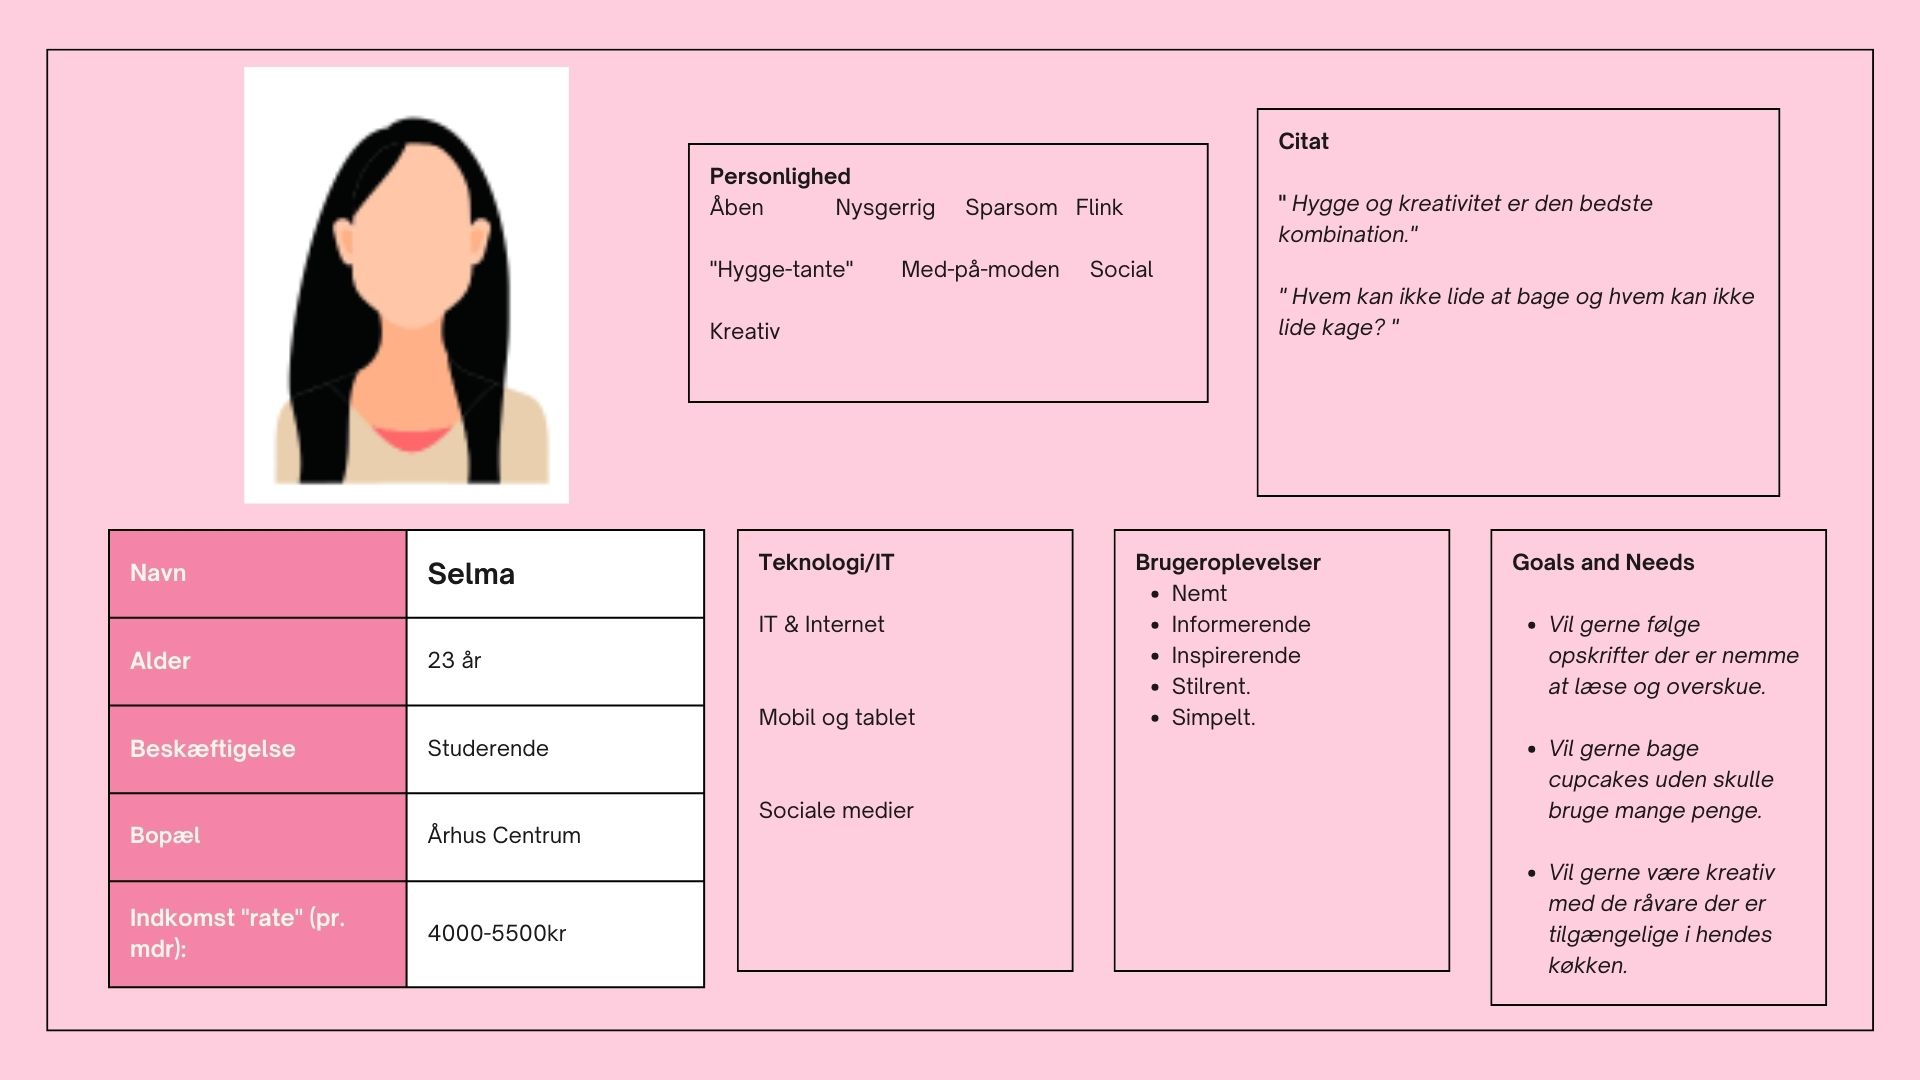 Personlighed
Åben Nysgerrig Sparsom Flink
"Hygge-tante" Med-på-moden Social
Kreativ
Citat
" Hygge og kreativitet er den bedste
kombination."
" Hvem kan ikke lide at bage og hvem kan ikke
lide kage? "
Navn Selma
Alder 23 år
Beskæftigelse Studerende
Bopæl Århus Centrum
Indkomst "rate" (pr.
mdr): 4000-5500kr
Teknologi/IT
IT & Internet
Mobil og tablet
Sociale medier
Brugeroplevelser
• Nemt
• Informerende
• Inspirerende
• Stilrent.
• Simpelt.
Goals and Needs
• Vil gerne følge
opskrifter der er nemme
at læse og overskue.
• Vil gerne bage
cupcakes uden skulle
bruge mange penge.
• Vil gerne være kreativ
med de råvare der er
tilgængelige i hendes
køkken.